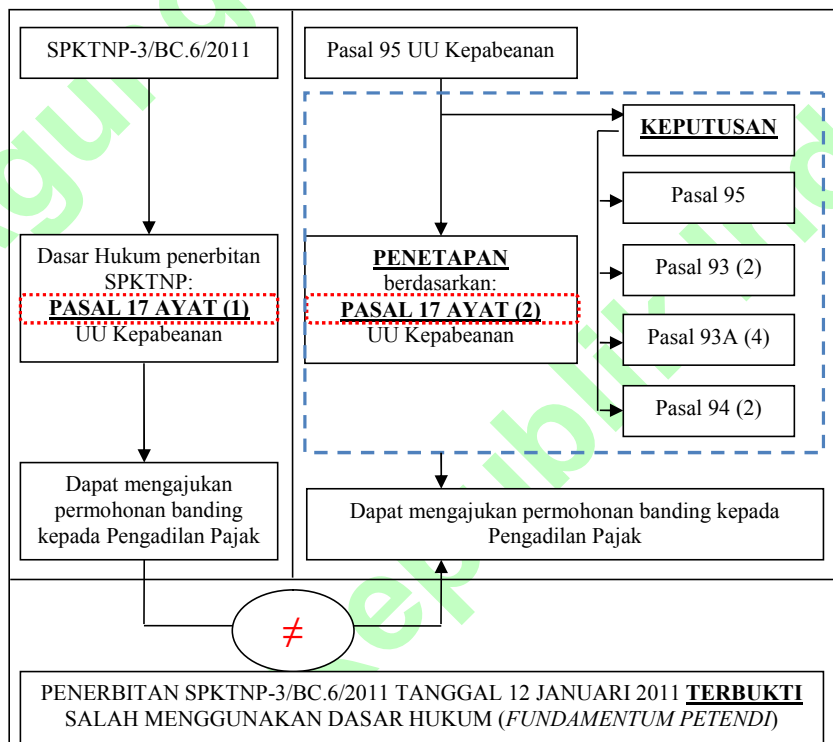 SPKTNP-3/BC.6/2011
Dasar Hukum penerbitan
SPKTNP:
PASAL 17 AYAT (1)
UU Kepabeanan
Dapat mengajukan
permohonan banding
kepada Pengadilan Pajak
Pasal 95 UU Kepabeanan
PENETAPAN
berdasarkan:
PASAL 17 AYAT (2)
UU Kepabeanan
KEPUTUSAN
Pasal 95
Pasal 93 (2)
Pasal 93A (4)
Pasal 94 (2)
Dapat mengajukan permohonan banding kepada
Pengadilan Pajak
≠
PENERBITAN SPKTNP-3/BC.6/2011 TANGGAL 12 JANUARI 2011 TERBUKTI
SALAH MENGGUNAKAN DASAR HUKUM (FUNDAMENTUM PETENDI)
gung
epublik Ind